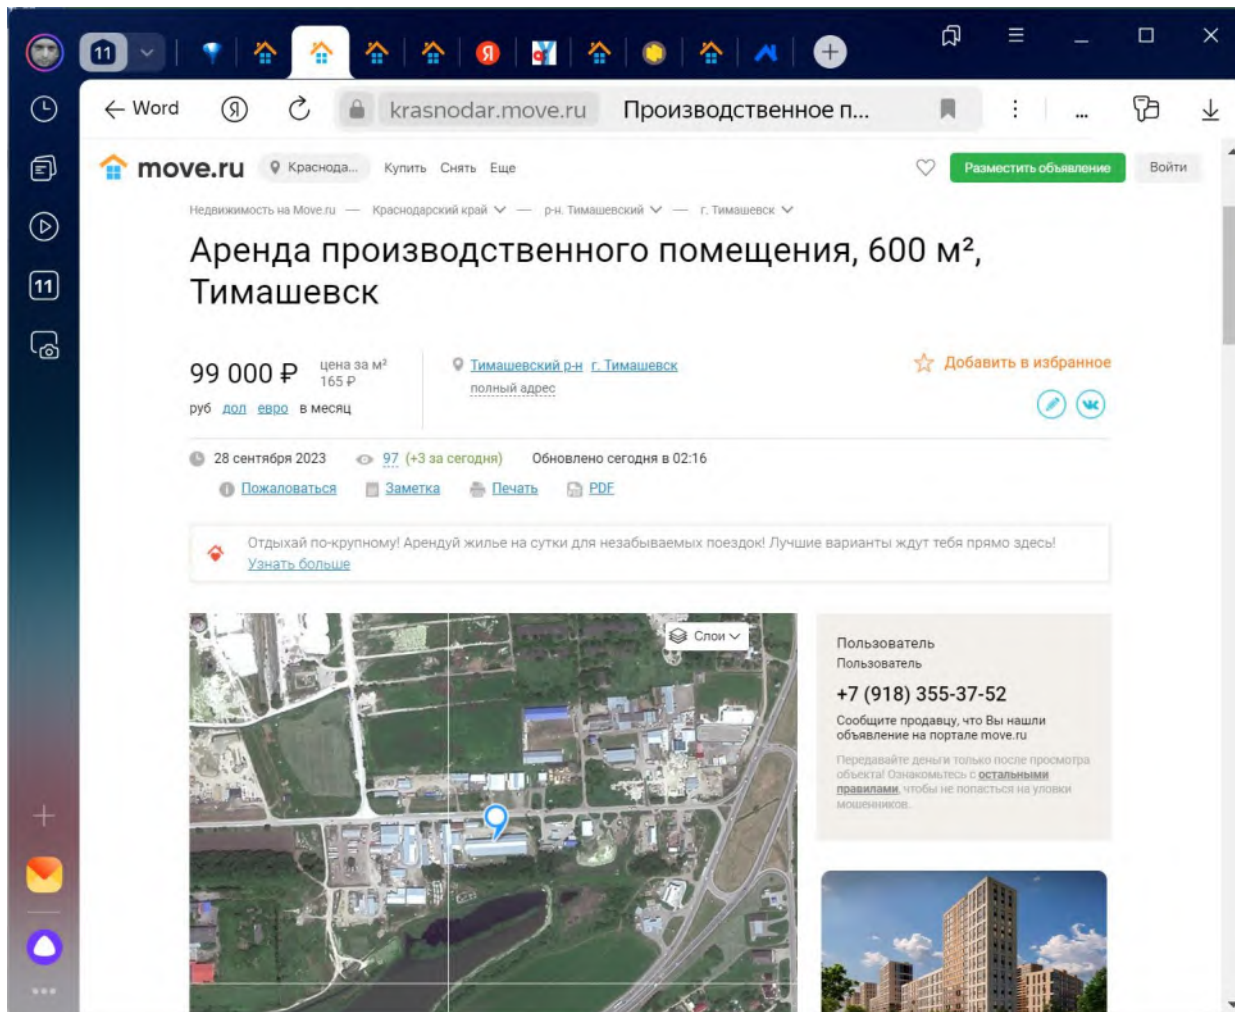 11
← Word
krasnodar.move.ru
Производственное п...
...
11
move.ru
Краснода...
Купить Снять Еще
Разместить объявление
Войти
Недвижимость на Move.ru — Краснодарский край — р-н. Тимашевский — г. Тимашевск
Аренда производственного помещения, 600 м²,
Тимашевск
99 000 ₽
цена за м²
165 ₽
руб дол евро в месяц
Тимашевский р-н г. Тимашевск
полный адрес
Добавить в избранное
28 сентября 2023 97 (+3 за сегодня) Обновлено сегодня в 02:16
Пожаловаться Заметка Печать PDF
Отдыхай по-крупному! Арендуй жилье на сутки для незабываемых поездок! Лучшие варианты ждут тебя прямо здесь!
Узнать больше
Слои
Пользователь
Пользователь
+7 (918) 355-37-52
Сообщите продавцу, что Вы нашли
объявление на портале move.ru
Передавайте деньги только после просмотра
объекта! Ознакомьтесь с остальными
правилами, чтобы не попасться на уловки
мошенников.